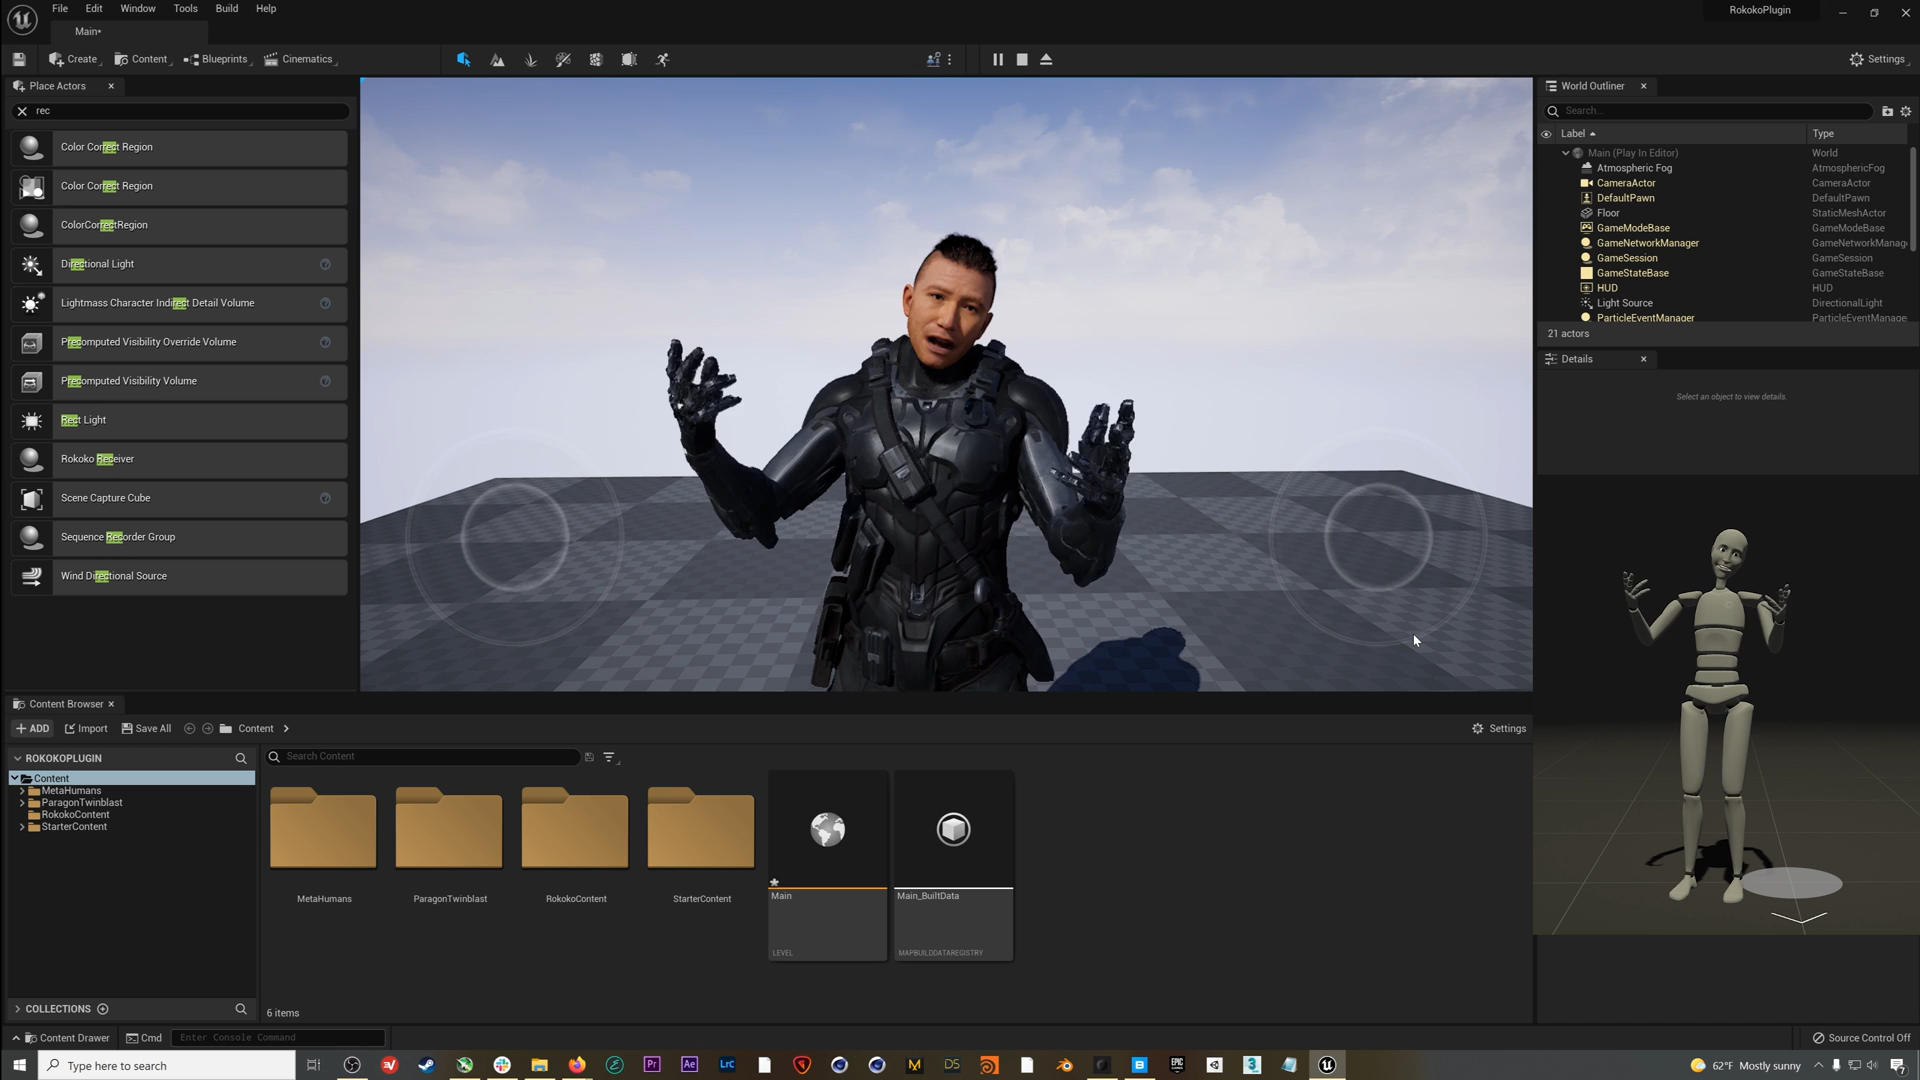 File Edit Window Tools Build Help
RokokoPlugin
Main*
Create Content Blueprints Cinematics
Settings
Place Actors
rec
Color Correct Region
Color Correct Region
ColorCorrectRegion
Directional Light
Lightmass Character Indirect Detail Volume
Precomputed Visibility Override Volume
Precomputed Visibility Volume
Rect Light
Rokoko Receiver
Scene Capture Cube
Sequence Recorder Group
Wind Directional Source
World Outliner
Search...
Label Type
Main (Play In Editor) World
Atmospheric Fog AtmosphericFog
CameraActor CameraActor
DefaultPawn DefaultPawn
Floor StaticMeshActor
GameModeBase GameModeBase
GameNetworkManager GameNetworkManag
GameSession GameSession
GameStateBase GameStateBase
HUD HUD
Light Source DirectionalLight
ParticleEventManager ParticleEventManage
21 actors
Details
Select an object to view details.
Content Browser
ADD Import Save All Content
Settings
ROKOKOPLUGIN
Search Content
Content
MetaHumans
ParagonTwinblast
RokokoContent
StarterContent
MetaHumans
ParagonTwinblast
RokokoContent
StarterContent
Main
LEVEL
Main_BuiltData
MAPBUILDDATAREGISTRY
COLLECTIONS
6 items
Content Drawer Cmd Enter Console Command
Source Control Off
Type here to search
Pr Ae LrC M DS B EPIC GAMES 3
62°F Mostly sunny